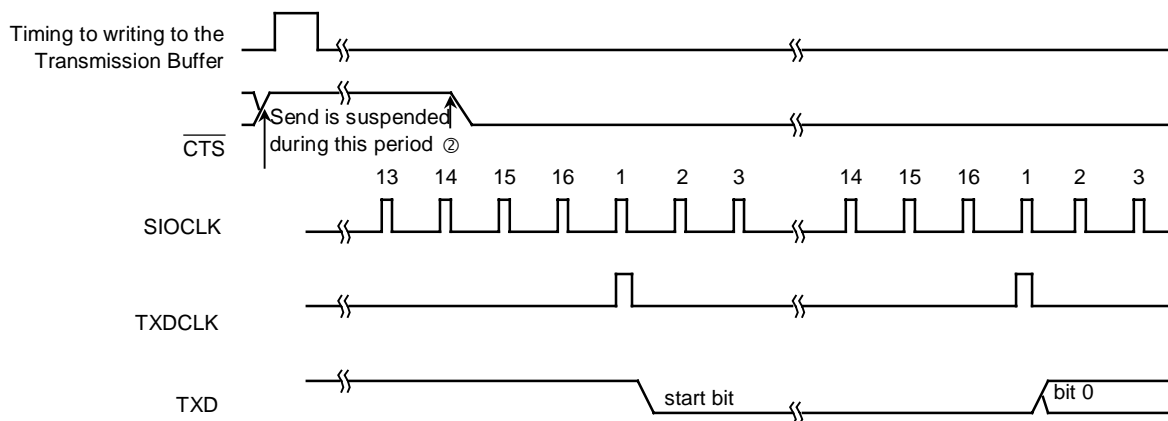 Timing to writing to the
Transmission Buffer
Send is suspended
during this period ②
CTS
13 14 15 16 1 2 3 14 15 16 1 2 3
SIOCLK
TXDCLK
start bit bit 0
TXD